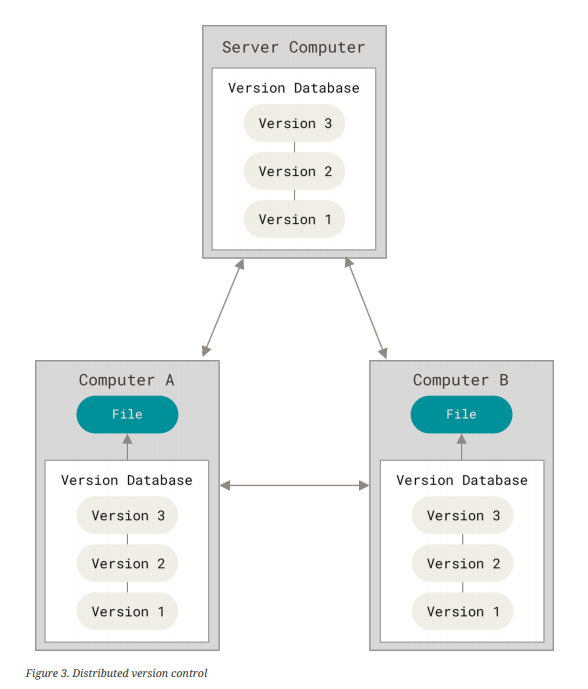 Server Computer
Version Database
Version 3
Version 2
Version 1
Computer A
File
Version Database
Version 3
Version 2
Version 1
Computer B
File
Version Database
Version 3
Version 2
Version 1
Figure 3. Distributed version control